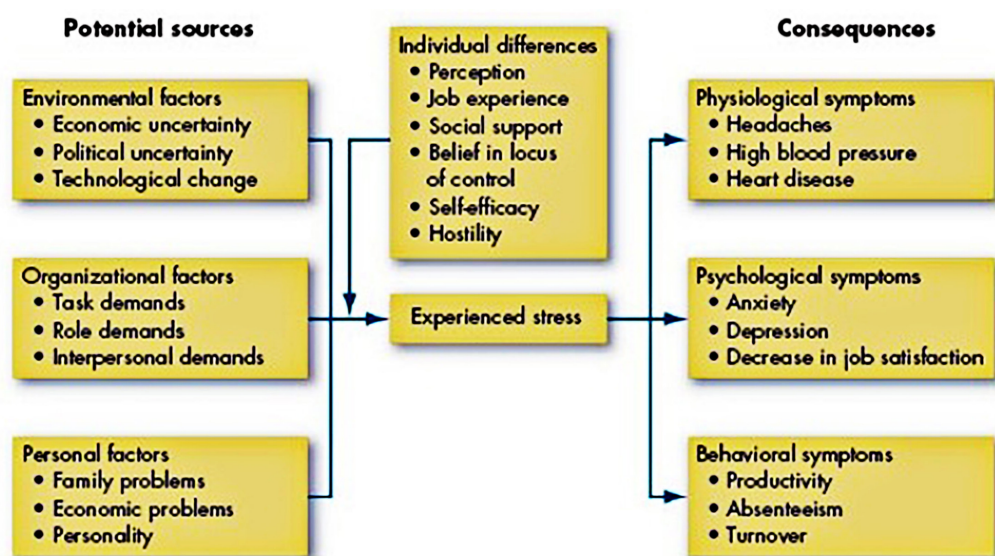 Potential sources
Environmental factors
• Economic uncertainty
• Political uncertainty
• Technological change
Organizational factors
• Task demands
• Role demands
• Interpersonal demands
Personal factors
• Family problems
• Economic problems
• Personality
Individual differences
• Perception
• Job experience
• Social support
• Belief in locus
of control
• Self-efficacy
• Hostility
Experienced stress
Consequences
Physiological symptoms
• Headaches
• High blood pressure
• Heart disease
Psychological symptoms
• Anxiety
• Depression
• Decrease in job satisfaction
Behavioral symptoms
• Productivity
• Absenteeism
• Turnover